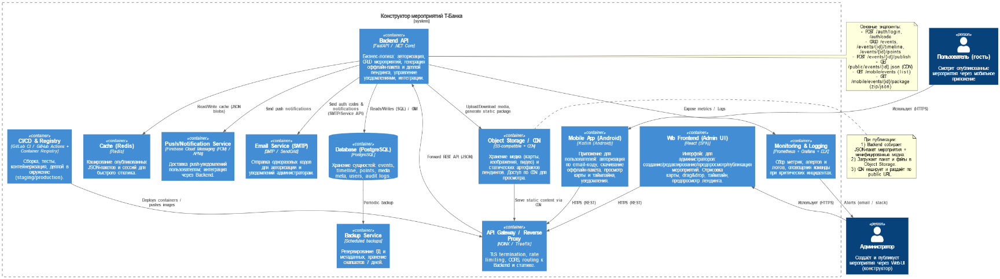 Конструктор мероприятий Т-Банка
[system]
«container»
Backend API
[FastAPI / .NET Core]
Бизнес-логика: авторизация,
CRUD мероприятий, генерация
оффлайн-пакета и деплой
лендинга, управление
уведомлениями, интеграции.
Основные эндпоинты:
- POST /auth/login,
/auth/code
- CRUD /events,
/events/{id}/timeline,
/events/{id}/points
- POST /events/{id}/publish
- GET
/public/events/{id}.json (CDN)
- GET /mobile/events (list)
- GET
/mobile/events/{id}/package
(zip/json)
«person»
Пользователь (гость)
Смотрит опубликованные
мероприятия через мобильное
приложение
Read/Write cache (JSON
blobs)
Send push notifications
Send auth codes &
notifications
(SMTP/Service API)
Reads/Writes (SQL) / ORM
Upload/Download media,
generate static package
Expose metrics / Logs
Использует (HTTPS)
«container»
CI/CD & Registry
[GitLab CI / GitHub Actions +
Container Registry]
Сборка, тесты,
контейнеризация, деплой в
окружение
(staging/production).
«container»
Cache (Redis)
[Redis]
Кэширование опубликованных
JSON-пакетов и сессий для
быстрого отклика.
«container»
Push/Notification Service
[Firebase Cloud Messaging (FCM) /
APNs]
Доставка push-уведомлений
пользователям; интеграция
через Backend.
«container»
Email Service (SMTP)
[SMTP / SendGrid]
Отправка одноразовых кодов
для авторизации и
уведомлений администраторам.
«container»
Database (PostgreSQL)
[PostgreSQL]
Хранение сущностей: events,
timeline, points, media
meta, users, audit logs.
Forward REST API (JSON)
«container»
Object Storage / CDN
[S3-compatible + CDN]
Хранение медиа (карты,
изображения, видео) и
статических артефактов
лендингов. Доступ по CDN для
просмотра.
«container»
Mobile App (Android)
[Kotlin (Android)]
Приложение для
пользователей: авторизация
по email-коду, скачивание
оффлайн-пакета, просмотр
карты и таймлайна,
уведомления.
«container»
Web Frontend (Admin UI)
[React (SPA)]
Интерфейс для
администраторов:
создание/редактирование/предпросмотр/публикация
мероприятий. Отрисовка
карты, drag&drop, таймлайн,
предпросмотр лендинга.
«container»
Monitoring & Logging
[Prometheus + Grafana + ELK]
Сбор метрик, алертов и
логов, оповещения команды
при критических инцидентах.
При публикации:
1) Backend собирает
JSON-пакет мероприятия +
минифицированные медиа.
2) Загружает пакет и файлы в
Object Storage.
3) CDN кеширует и раздаёт по
public URL.
Deploys containers /
pushes images
Periodic backup
Serve static content via
CDN
HTTPS (REST)
HTTPS (REST)
Использует (HTTPS)
Alerts (email / slack)
«container»
Backup Service
[Scheduled backups]
Резервирование БД и
метаданных, хранение
снапшотов 7 дней.
«container»
API Gateway / Reverse
Proxy
[NGINX / Traefik]
TLS termination, rate
limiting, CORS, routing к
Backend и статике.
«person»
Администратор
Создаёт и публикует
мероприятия через Web-UI
(конструктор)